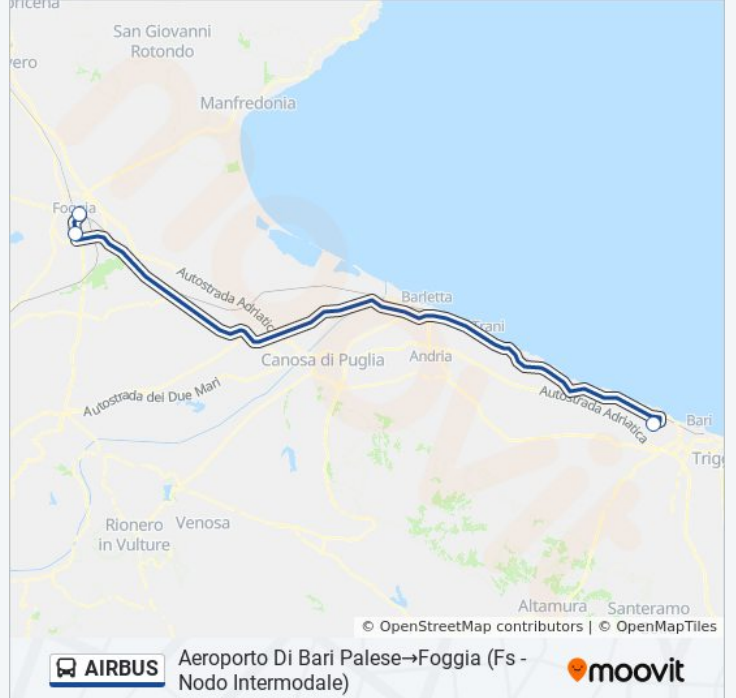 San Giovanni
Rotondo
Manfredonia
Foggia
Autostrada Adriatica
Barletta
Trani
Canosa di Puglia
Andria
Autostrada dei Due Mari
Autostrada Adriatica
Bari
Trigg
Rionero
in Vulture
Venosa
Altamura
Santeramo
© OpenStreetMap contributors | © OpenMapTiles
AIRBUS
Aeroporto Di Bari Palese→Foggia (Fs -
Nodo Intermodale)
moovit